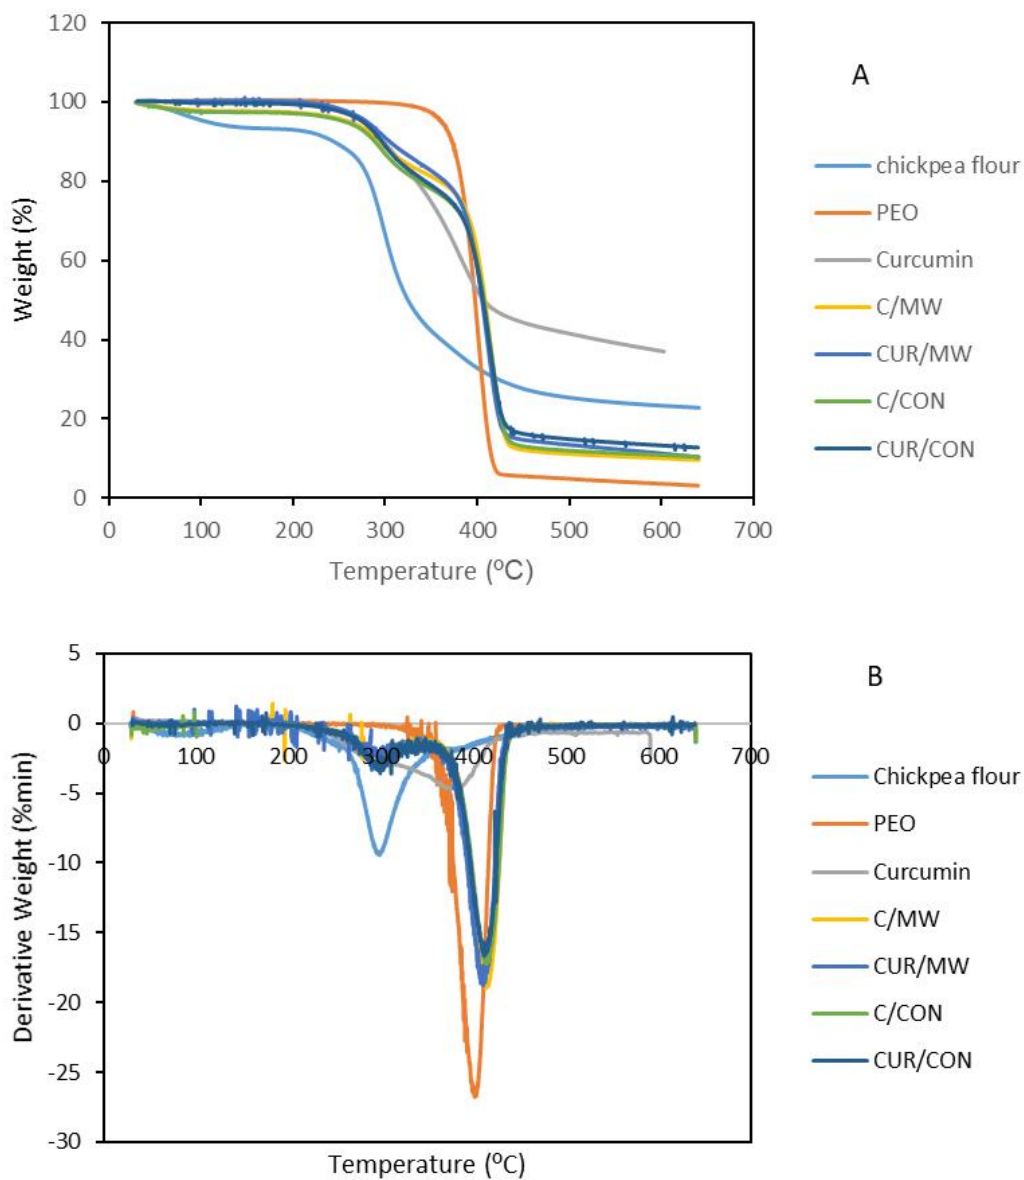 120
100
80
60
40
20
0
Weight (%)
0 100 200 300 400 500 600 700
Temperature (ºC)
A
chickpea flour
PEO
Curcumin
C/MW
CUR/MW
C/CON
CUR/CON
5
0
-5
-10
-15
-20
-25
-30
Derivative Weight (%min)
0 100 200 300 400 500 600 700
Temperature (ºC)
B
Chickpea flour
PEO
Curcumin
C/MW
CUR/MW
C/CON
CUR/CON